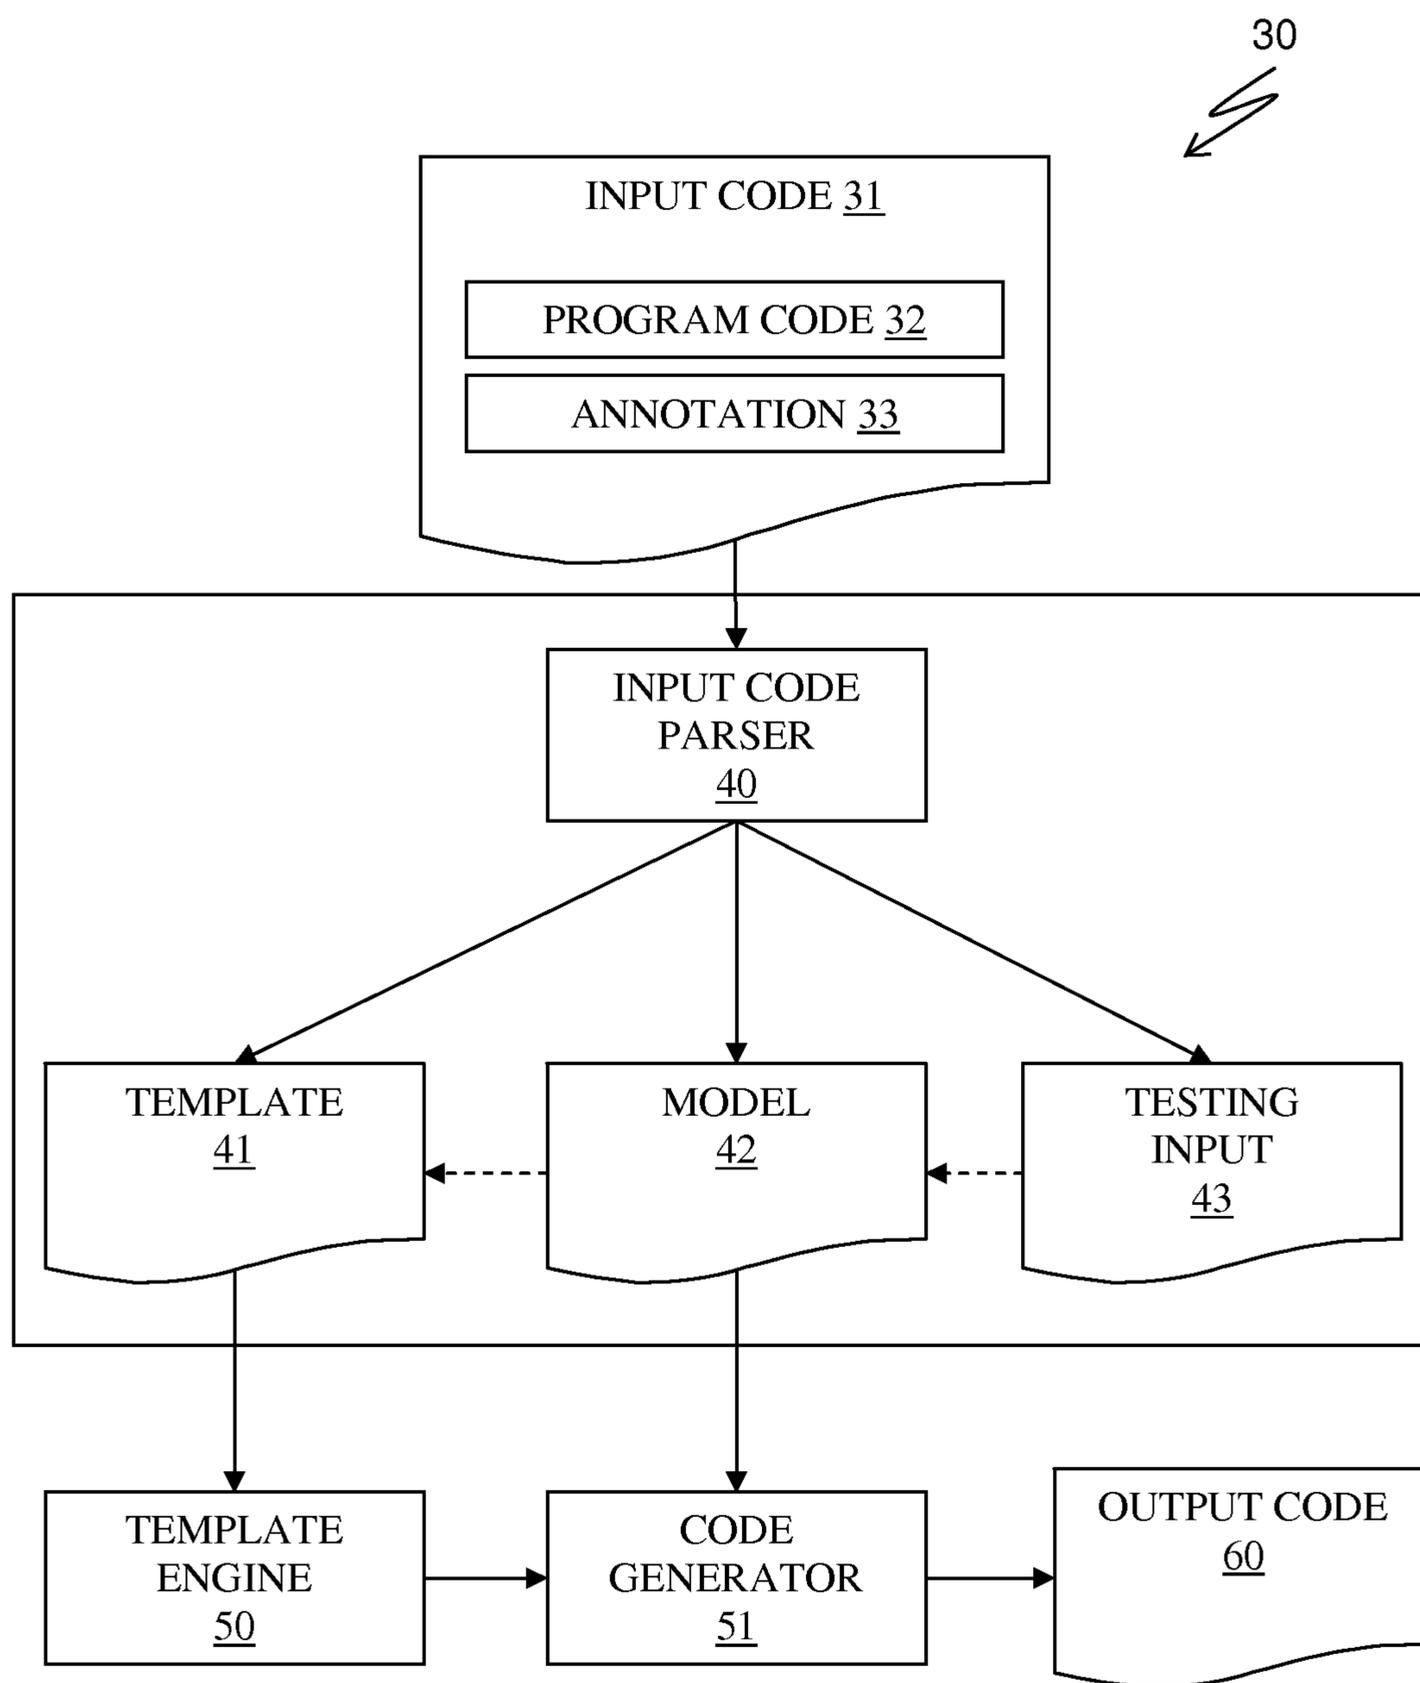 30
INPUT CODE 31
PROGRAM CODE 32
ANNOTATION 33
INPUT CODE
PARSER
40
TEMPLATE
41
MODEL
42
TESTING
INPUT
43
TEMPLATE
ENGINE
50
CODE
GENERATOR
51
OUTPUT CODE
60